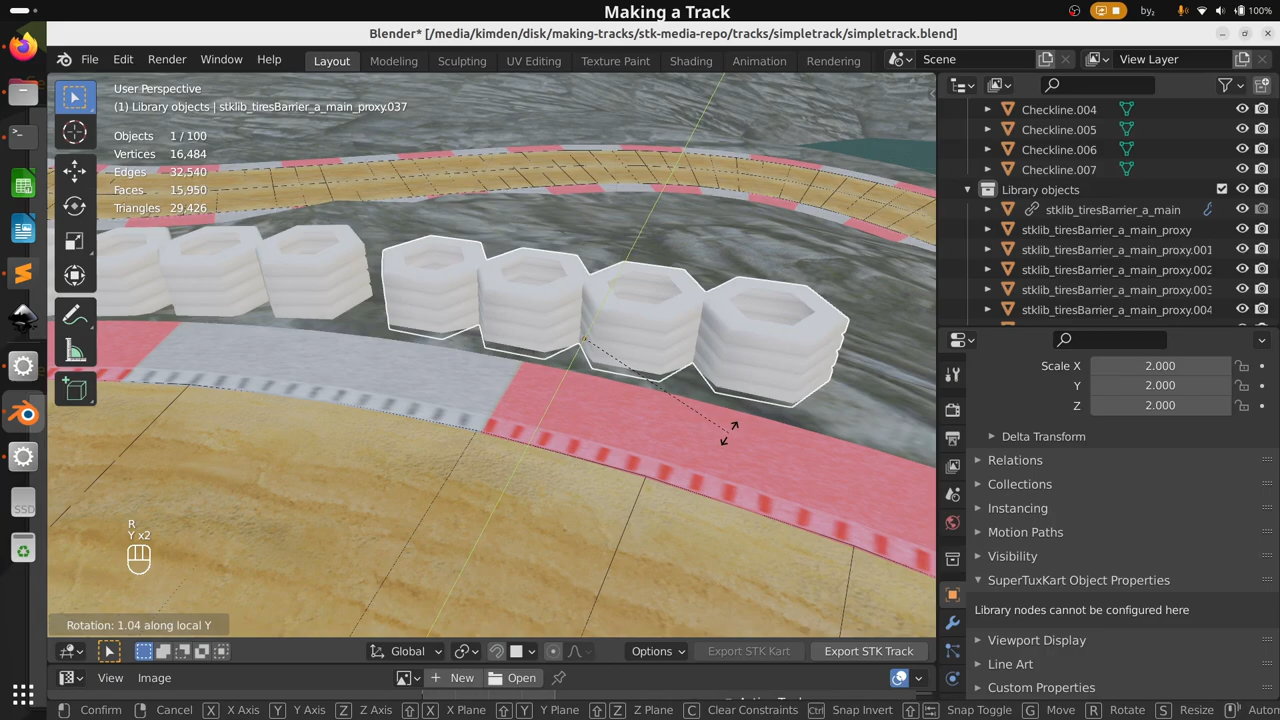 Making a Track
by₂
100%
Blender* [/media/kimden/disk/making-tracks/stk-media-repo/tracks/simpletrack/simpletrack.blend]
File Edit Render Window Help
Layout Modeling Sculpting UV Editing Texture Paint Shading Animation Rendering
Scene
View Layer
User Perspective
(1) Library objects | stklib_tiresBarrier_a_main_proxy.037
Objects 1 / 100
Vertices 16,484
Edges 32,540
Faces 15,950
Triangles 29,426
Checkline.004
Checkline.005
Checkline.006
Checkline.007
Library objects
stklib_tiresBarrier_a_main
stklib_tiresBarrier_a_main_proxy
stklib_tiresBarrier_a_main_proxy.001
stklib_tiresBarrier_a_main_proxy.002
stklib_tiresBarrier_a_main_proxy.003
stklib_tiresBarrier_a_main_proxy.004
Scale X 2.000
Y 2.000
Z 2.000
Delta Transform
Relations
Collections
Instancing
Motion Paths
Visibility
SuperTuxKart Object Properties
Library nodes cannot be configured here
Viewport Display
Line Art
Custom Properties
SSD
R
Y x2
Rotation: 1.04 along local Y
Global
Options
Export STK Kart
Export STK Track
View Image
New
Open
Confirm Cancel X X Axis Y Y Axis Z Z Axis X X Plane Y Y Plane Z Z Plane C Clear Constraints Ctrl Snap Invert Snap Toggle G Move R Rotate S Resize